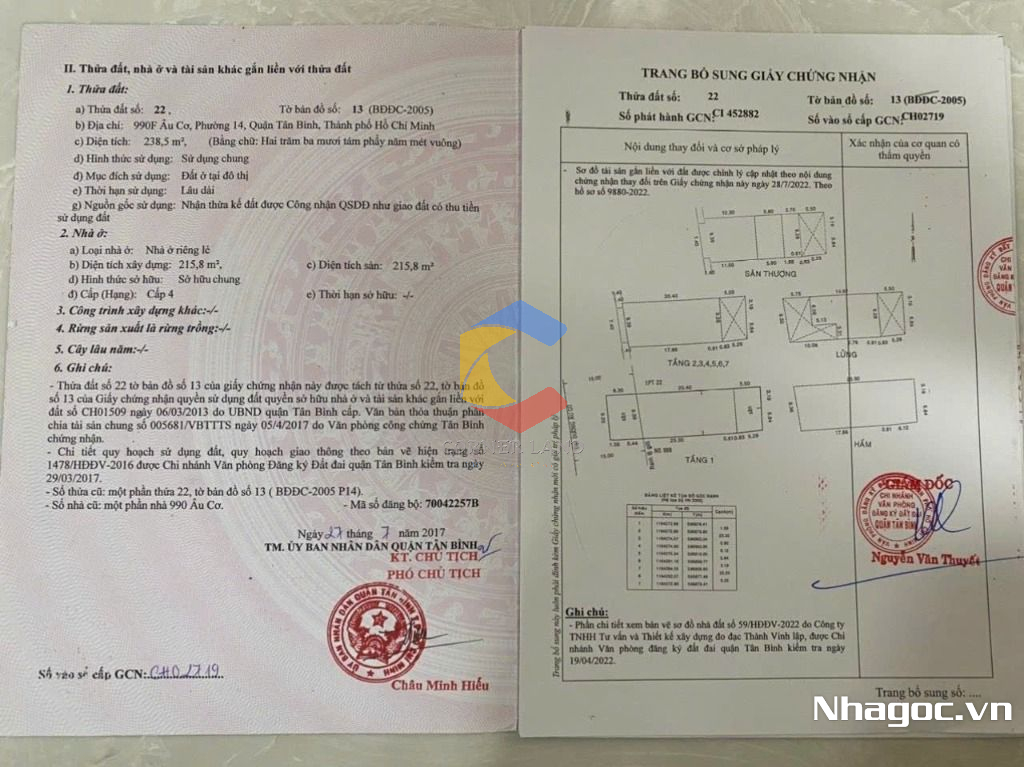 II. Thửa đất, nhà ở và tài sản khác gắn liền với thửa đất
1. Thửa đất:
a) Thửa đất số: 22, Tờ bản đồ số: 13 (BĐĐC-2005)
b) Địa chỉ: 990F Âu Cơ, Phường 14, Quận Tân Bình, Thành phố Hồ Chí Minh
c) Diện tích: 238,5 m², (Bằng chữ: Hai trăm ba mươi tám phẩy năm mét vuông)
d) Hình thức sử dụng: Sử dụng chung
đ) Mục đích sử dụng: Đất ở tại đô thị
e) Thời hạn sử dụng: Lâu dài
g) Nguồn gốc sử dụng: Nhận thừa kế đất được Công nhận QSDĐ như giao đất có thu tiền
sử dụng đất
2. Nhà ở:
a) Loại nhà ở: Nhà ở riêng lẻ
b) Diện tích xây dựng: 215,8 m², c) Diện tích sàn: 215,8 m²
d) Hình thức sở hữu: Sở hữu chung
đ) Cấp (Hạng): Cấp 4 e) Thời hạn sở hữu: -/-
3. Công trình xây dựng khác:-/-
4. Rừng sản xuất là rừng trồng:-/-
5. Cây lâu năm:-/-
6. Ghi chú:
- Thửa đất số 22 tờ bản đồ số 13 của giấy chứng nhận này được tách từ thửa 22, tờ bản đồ
số 13 của Giấy chứng nhận quyền sử dụng đất quyền sở hữu nhà ở và tài sản khác gắn liền với
đất số CH01509 ngày 06/03/2013 do UBND quận Tân Bình cấp. Văn bản thỏa thuận phân
chia tài sản chung số 005681/VBTTTS ngày 05/4/2017 do Văn phòng công chứng Tân Bình
chứng nhận.
- Chi tiết quy hoạch sử dụng đất, quy hoạch giao thông theo bản vẽ hiện trạng số
1478/HĐĐV-2016 được Chi nhánh Văn phòng Đăng ký Đất đai quận Tân Bình kiểm tra ngày
29/03/2017.
- Số thửa cũ: một phần thửa 22, tờ bản đồ số 13 ( BĐĐC-2005 P14).
- Số nhà cũ: một phần nhà 990 Âu Cơ. - Mã số đăng bộ: 70042257B
Ngày 27 tháng 7 năm 2017
TM. ỦY BAN NHÂN DÂN QUẬN TÂN BÌNH
KT. CHỦ TỊCH
PHÓ CHỦ TỊCH
Châu Minh Hiếu
Số vào sổ cấp GCN: CH02719
TRANG BỔ SUNG GIẤY CHỨNG NHẬN
Thửa đất số: 22 Tờ bản đồ số: 13 (BĐĐC-2005)
Số phát hành GCN: CI 452882 Số vào sổ cấp GCN: CH02719
Nội dung thay đổi và cơ sở pháp lý
Xác nhận của cơ quan có
thẩm quyền
- Sơ đồ tài sản gắn liền với đất được chỉnh lý cập nhật theo nội dung
chứng nhận thay đổi trên Giấy chứng nhận này ngày 28/7/2022. Theo
hồ sơ số 9880-2022.
SÂN THƯỢNG
TẦNG 2,3,4,5,6,7
LỬNG
TẦNG 1
HẦM
BẢNG LIỆT KÊ TỌA ĐỘ GÓC RANH
GIÁM ĐỐC
CHI NHÁNH
VĂN PHÒNG
ĐĂNG KÝ ĐẤT ĐAI
QUẬN TÂN BÌNH
Nguyễn Văn Thuyết
Ghi chú:
- Phần chi tiết xem bản vẽ sơ đồ nhà đất số 59/HĐĐV-2022 do Công ty
TNHH Tư vấn và Thiết kế xây dựng đo đạc Thành Vinh lập, được Chi
nhánh Văn phòng đăng ký đất đai quận Tân Bình kiểm tra ngày
19/04/2022.
Trang bổ sung số: ....
Nhagoc.vn